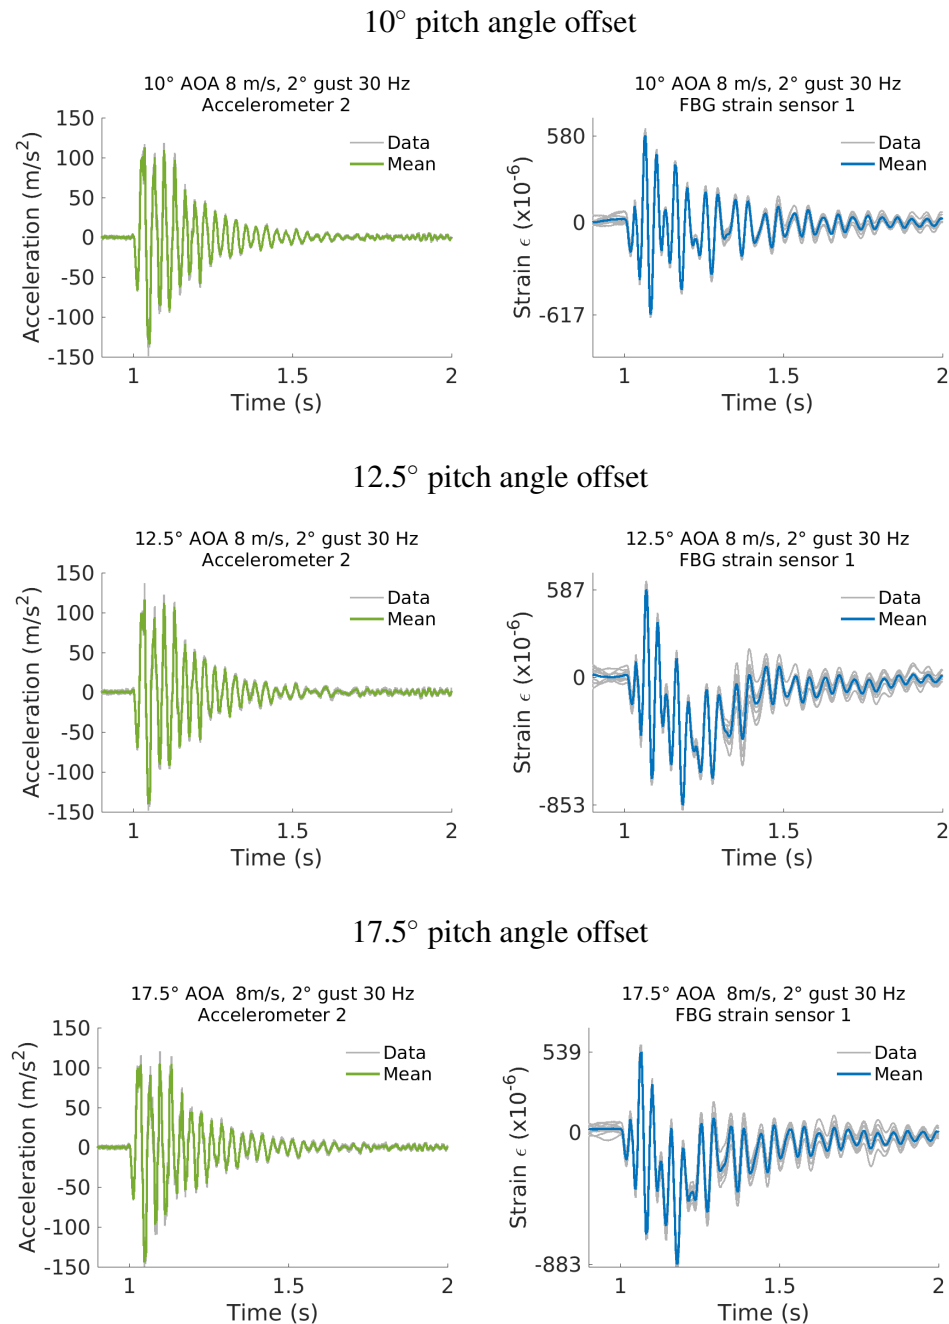 10° pitch angle offset
10° AOA 8 m/s, 2° gust 30 Hz
Accelerometer 2
Data
Mean
Acceleration (m/s²)
150
100
50
0
-50
-100
-150
1
1.5
2
Time (s)
10° AOA 8 m/s, 2° gust 30 Hz
FBG strain sensor 1
Data
Mean
Strain ϵ (x10⁻⁶)
580
0
-617
1
1.5
2
Time (s)
12.5° pitch angle offset
12.5° AOA 8 m/s, 2° gust 30 Hz
Accelerometer 2
Data
Mean
Acceleration (m/s²)
150
100
50
0
-50
-100
-150
1
1.5
2
Time (s)
12.5° AOA 8 m/s, 2° gust 30 Hz
FBG strain sensor 1
Data
Mean
Strain ϵ (x10⁻⁶)
587
0
-853
1
1.5
2
Time (s)
17.5° pitch angle offset
17.5° AOA  8m/s, 2° gust 30 Hz
Accelerometer 2
Data
Mean
Acceleration (m/s²)
150
100
50
0
-50
-100
-150
1
1.5
2
Time (s)
17.5° AOA  8m/s, 2° gust 30 Hz
FBG strain sensor 1
Data
Mean
Strain ϵ (x10⁻⁶)
539
0
-883
1
1.5
2
Time (s)